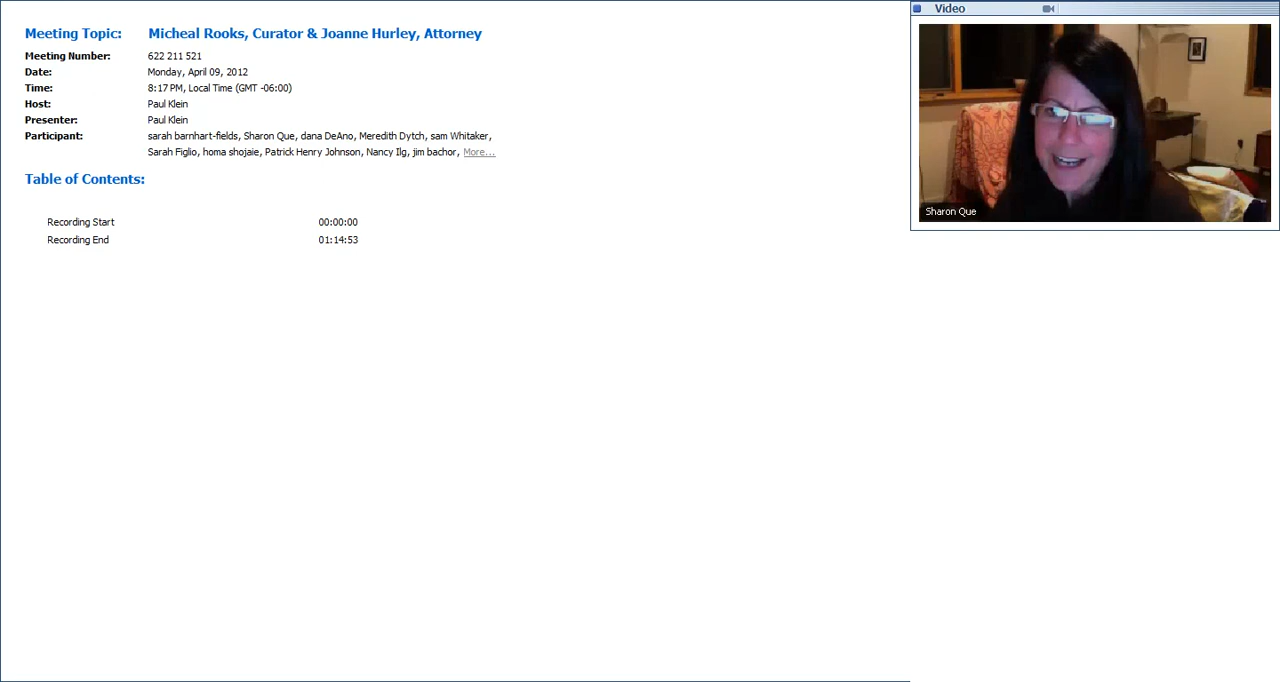 Meeting Topic: Micheal Rooks, Curator & Joanne Hurley, Attorney
Meeting Number: 622 211 521
Date: Monday, April 09, 2012
Time: 8:17 PM, Local Time (GMT -06:00)
Host: Paul Klein
Presenter: Paul Klein
Participant: sarah barnhart-fields, Sharon Que, dana DeAno, Meredith Dytch, sam Whitaker,
Sarah Figlio, homa shojaie, Patrick Henry Johnson, Nancy Ilg, jim bachor, More...
Table of Contents:
Recording Start 00:00:00
Recording End 01:14:53
Video
Sharon Que